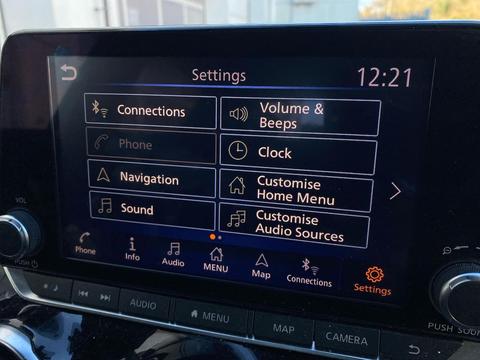 Settings
12:21
Connections
Volume &
Beeps
Phone
Clock
Navigation
Customise
Home Menu
Sound
Customise
Audio Sources
Phone
Info
Audio
MENU
Map
Connections
Settings
VOL
PUSH
AUDIO
MENU
MAP
CAMERA
PUSH SOUND